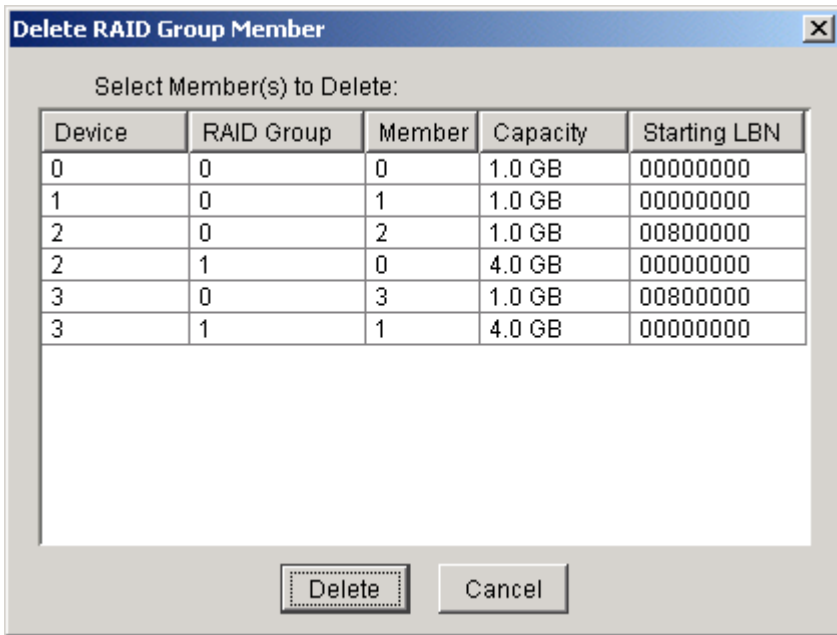 Delete RAID Group Member
Select Member(s) to Delete:
Device RAID Group Member Capacity Starting LBN
0 0 0 1.0 GB 00000000
1 0 1 1.0 GB 00000000
2 0 2 1.0 GB 00800000
2 1 0 4.0 GB 00000000
3 0 3 1.0 GB 00800000
3 1 1 4.0 GB 00000000
Delete Cancel